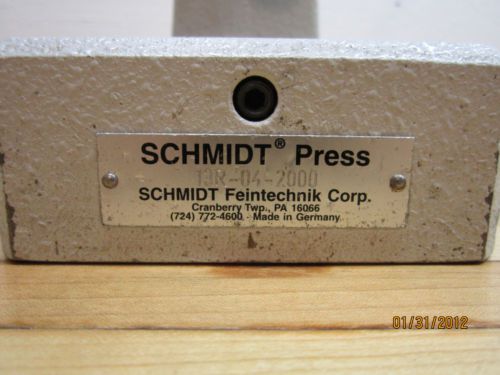 SCHMIDT® Press
13R-04-2000
SCHMIDT Feintechnik Corp.
Cranberry Twp., PA 16066
(724) 772-4600 · Made in Germany
01/31/2012